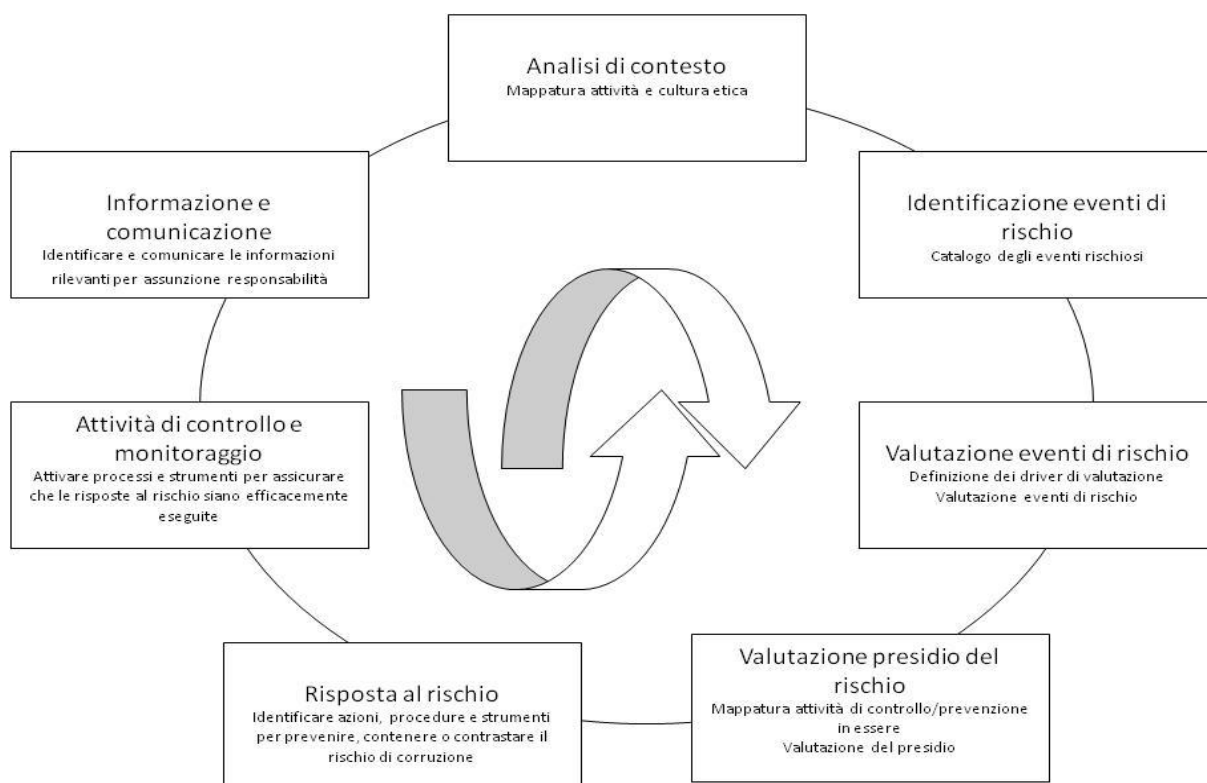 Analisi di contesto
Mappatura attività e cultura etica
Identificazione eventi di
rischio
Catalogo degli eventi rischiosi
Valutazione eventi di rischio
Definizione dei driver di valutazione
Valutazione eventi di rischio
Valutazione presidio del
rischio
Mappatura attività di controllo/prevenzione
in essere
Valutazione del presidio
Risposta al rischio
Identificare azioni, procedure e strumenti
per prevenire, contenere o contrastare il
rischio di corruzione
Attività di controllo e
monitoraggio
Attivare processi e strumenti per assicurare
che le risposte al rischio siano efficacemente
eseguite
Informazione e
comunicazione
Identificare e comunicare le informazioni
rilevanti per assunzione responsabilità